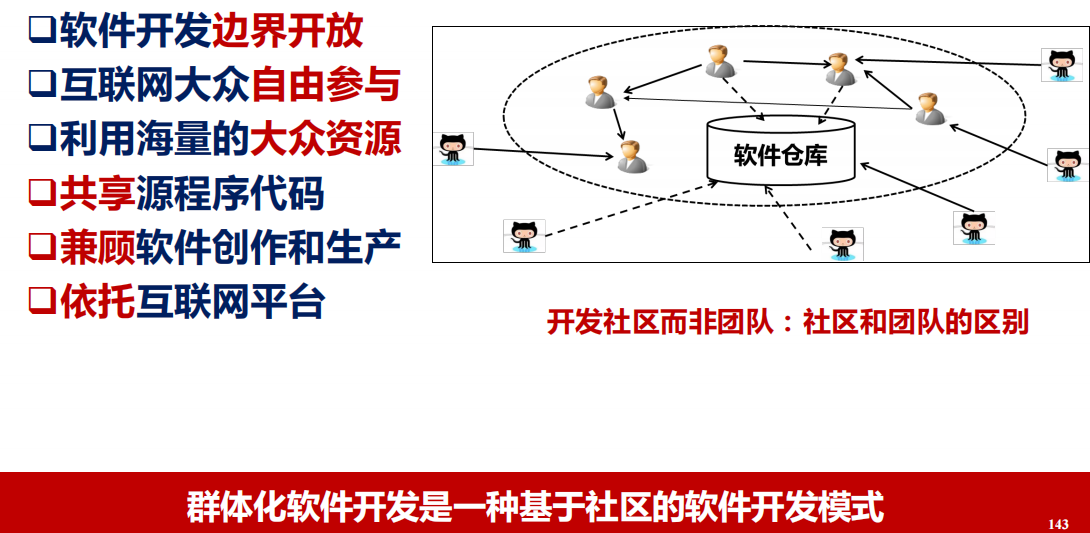 ❑软件开发边界开放
❑互联网大众自由参与
❑利用海量的大众资源
❑共享源程序代码
❑兼顾软件创作和生产
❑依托互联网平台
软件仓库
开发社区而非团队：社区和团队的区别
群体化软件开发是一种基于社区的软件开发模式
143